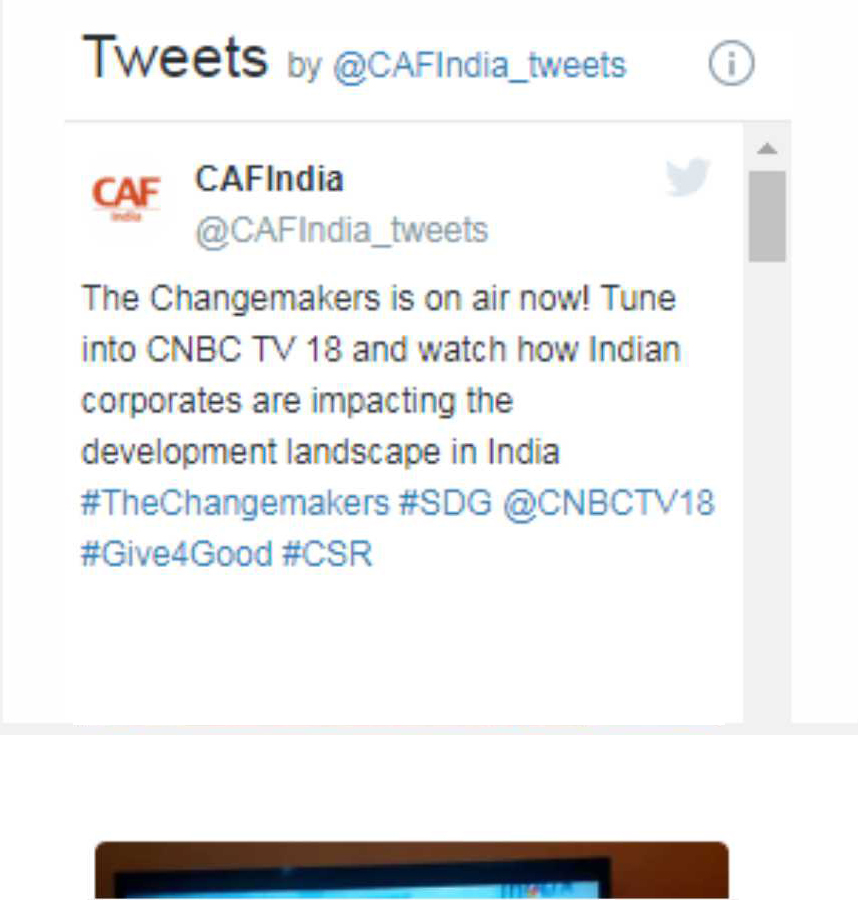 Tweets by @CAFIndia_tweets
CAF
India
CAFIndia
@CAFIndia_tweets
The Changemakers is on air now! Tune
into CNBC TV 18 and watch how Indian
corporates are impacting the
development landscape in India
#TheChangemakers #SDG @CNBCTV18
#Give4Good #CSR